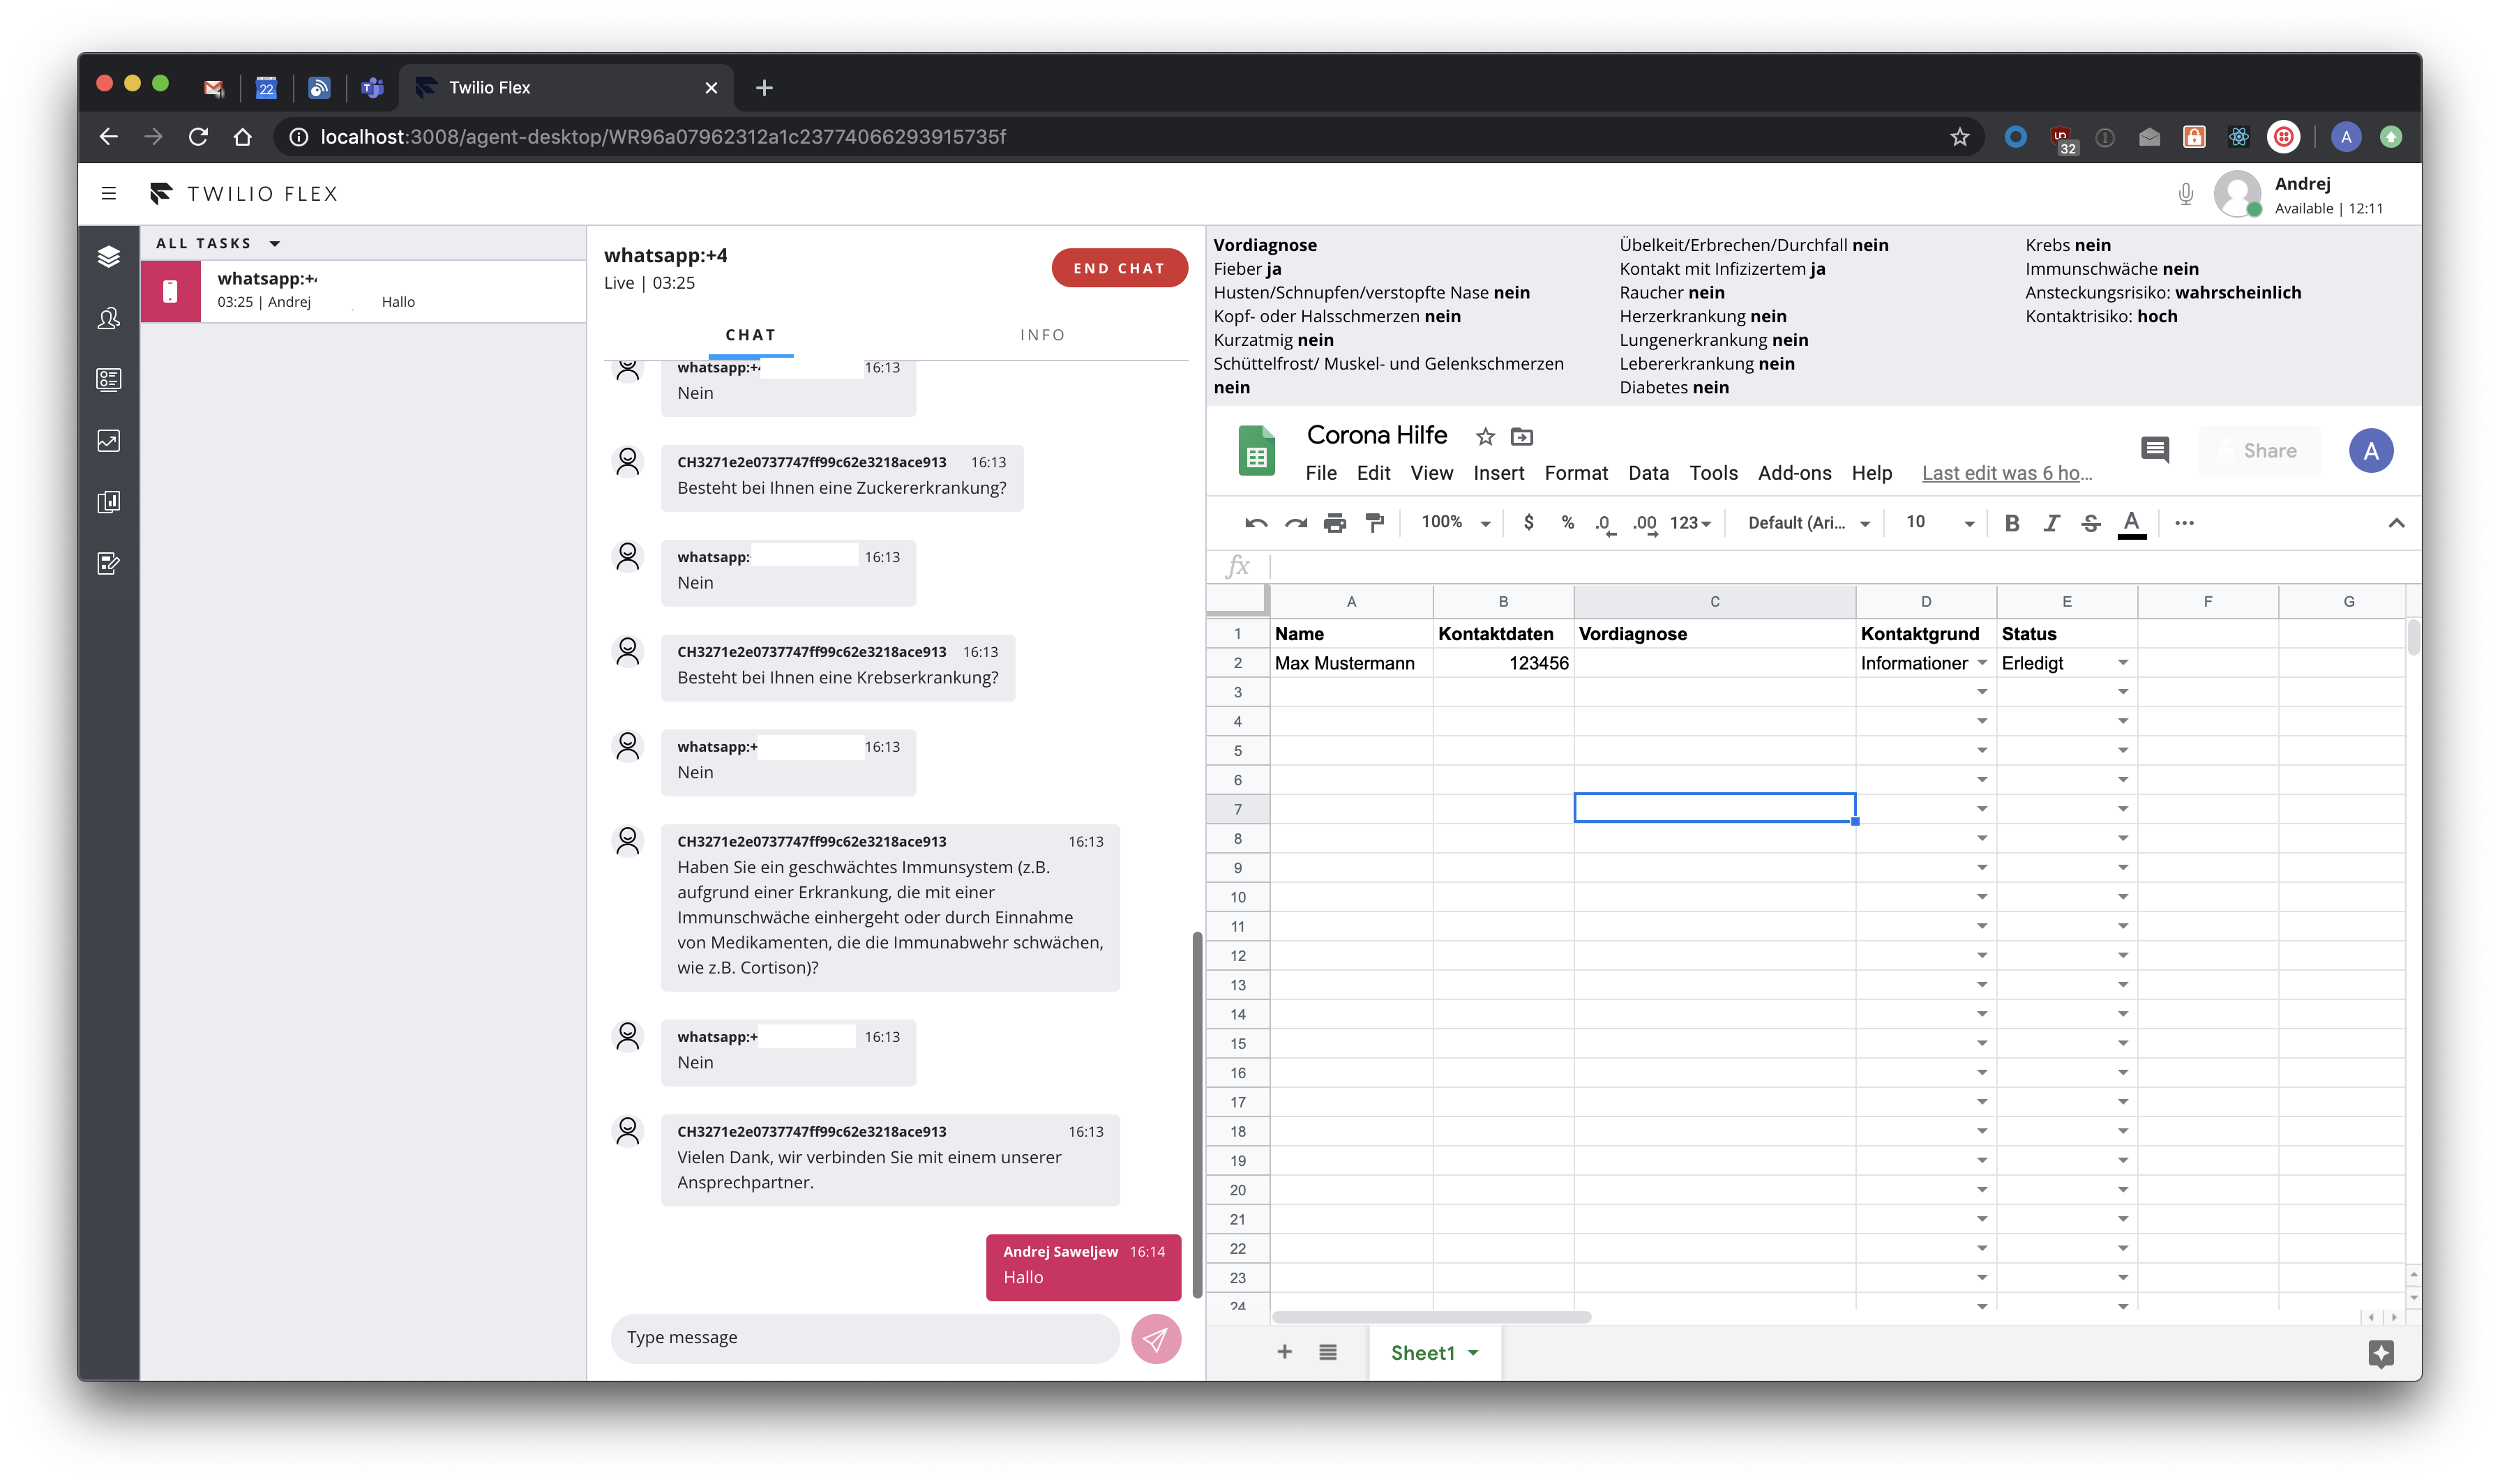 22
Twilio Flex
localhost:3008/agent-desktop/WR96a07962312a1c23774066293915735f
32
A
TWILIO FLEX
Andrej
Available | 12:11
ALL TASKS
whatsapp:+
03:25 | Andrej
Hallo
whatsapp:+4
Live | 03:25
END CHAT
CHAT
INFO
whatsapp:+ 16:13
Nein
CH3271e2e0737747ff99c62e3218ace913 16:13
Besteht bei Ihnen eine Zuckererkrankung?
whatsapp: 16:13
Nein
CH3271e2e0737747ff99c62e3218ace913 16:13
Besteht bei Ihnen eine Krebserkrankung?
whatsapp:+ 16:13
Nein
CH3271e2e0737747ff99c62e3218ace913 16:13
Haben Sie ein geschwächtes Immunsystem (z.B.
aufgrund einer Erkrankung, die mit einer
Immunschwäche einhergeht oder durch Einnahme
von Medikamenten, die die Immunabwehr schwächen,
wie z.B. Cortison)?
whatsapp:+ 16:13
Nein
CH3271e2e0737747ff99c62e3218ace913 16:13
Vielen Dank, wir verbinden Sie mit einem unserer
Ansprechpartner.
Andrej Saweljew 16:14
Hallo
Type message
Vordiagnose
Fieber ja
Husten/Schnupfen/verstopfte Nase nein
Kopf- oder Halsschmerzen nein
Kurzatmig nein
Schüttelfrost/ Muskel- und Gelenkschmerzen
nein
Übelkeit/Erbrechen/Durchfall nein
Kontakt mit Infizizertem ja
Raucher nein
Herzerkrankung nein
Lungenerkrankung nein
Lebererkrankung nein
Diabetes nein
Krebs nein
Immunschwäche nein
Ansteckungsrisiko: wahrscheinlich
Kontaktrisiko: hoch
Corona Hilfe
Share
A
File Edit View Insert Format Data Tools Add-ons Help Last edit was 6 ho...
100% $ % .0 .00 123 Default (Ari... 10 B I S A
fx
A B C D E F G
1 Name Kontaktdaten Vordiagnose Kontaktgrund Status
2 Max Mustermann 123456 Informationer Erledigt
3
4
5
6
7
8
9
10
11
12
13
14
15
16
17
18
19
20
21
22
23
24
Sheet1